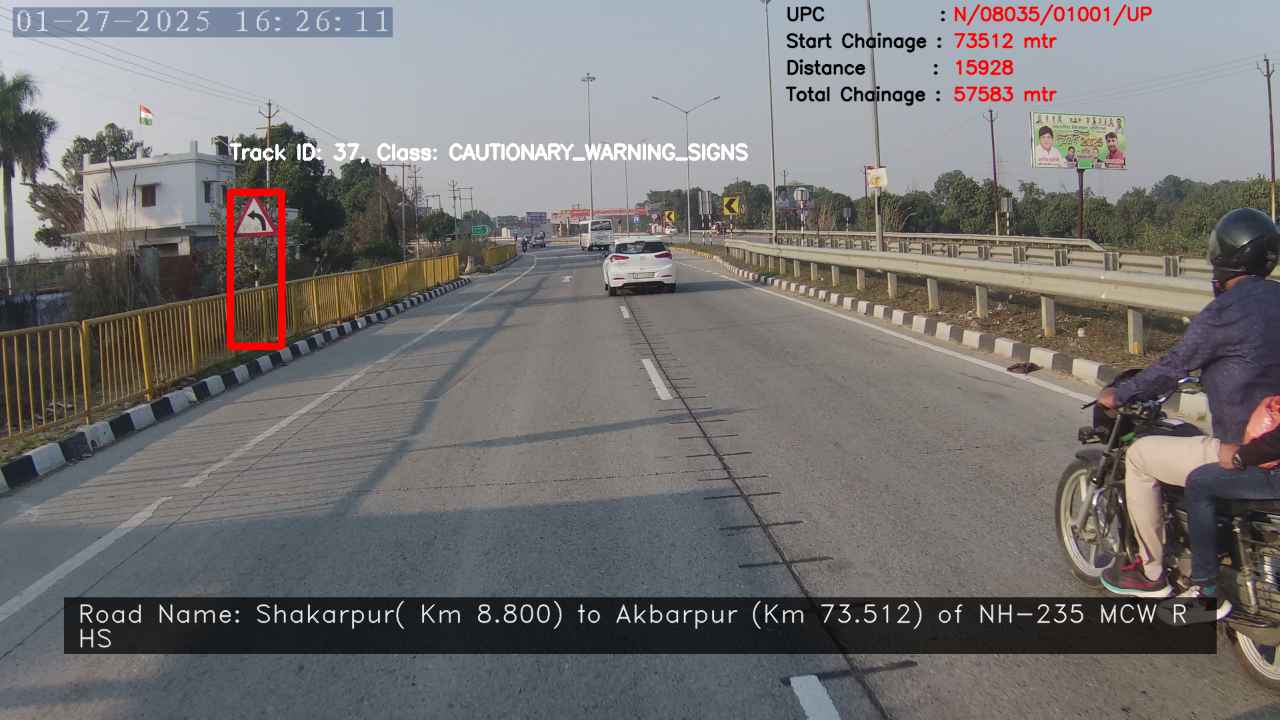 01-27-2025 16:26:11
UPC : N/08035/01001/UP
Start Chainage : 73512 mtr
Distance : 15928
Total Chainage : 57583 mtr
Track ID: 37, Class: CAUTIONARY_WARNING_SIGNS
2025
Road Name: Shakarpur( Km 8.800) to Akbarpur (Km 73.512) of NH-235 MCW R
HS